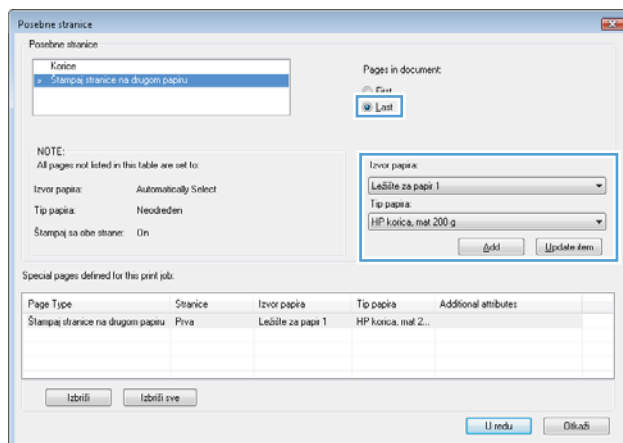 Posebne stranice
Posebne stranice
Korice
» Štampaj stranice na drugom papiru
Pages in document:
First
Last
NOTE:
All pages not listed in this table are set to:
Izvor papira: Automatically Select
Tip papira: Neodređen
Štampaj sa obe strane: On
Izvor papira:
Ležište za papir 1
Tip papira:
HP korica, mat 200 g
Add Update item
Special pages defined for this print job:
Page Type Stranice Izvor papira Tip papira Additional attributes
Štampaj stranice na drugom papiru Prva Ležište za papir 1 HP korica, mat 2...
Izbriši Izbriši sve
U redu Otkaži